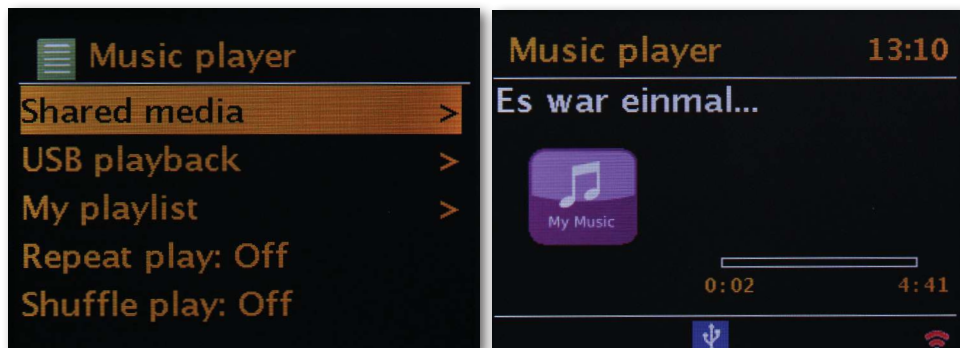 Music player
Shared media >
USB playback >
My playlist >
Repeat play: Off
Shuffle play: Off
Music player 13:10
Es war einmal...
My Music
0:02 4:41